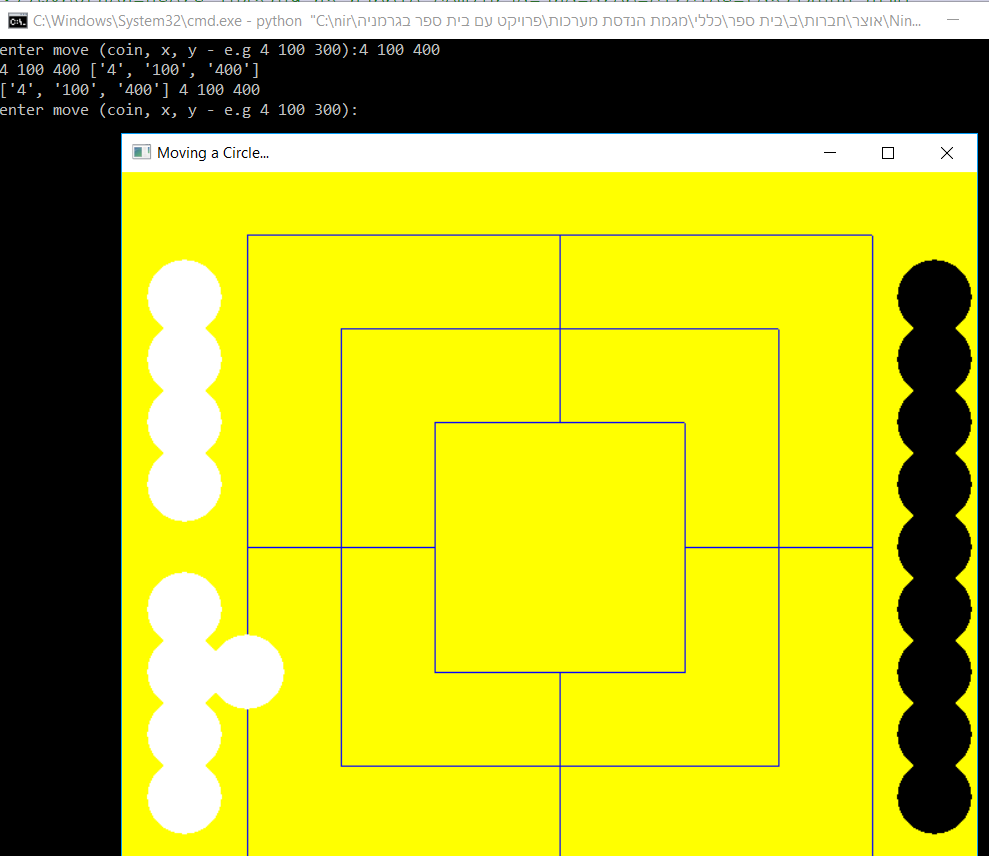 C:\Windows\System32\cmd.exe - python "C:\nir\אוצר\חברות\ב\בית ספר\כללי\מגמת הנדסת מערכות\פרויקט עם בית ספר בגרמניה\Nin...
enter move (coin, x, y - e.g 4 100 300):4 100 400
4 100 400 ['4', '100', '400']
['4', '100', '400'] 4 100 400
enter move (coin, x, y - e.g 4 100 300):
Moving a Circle...